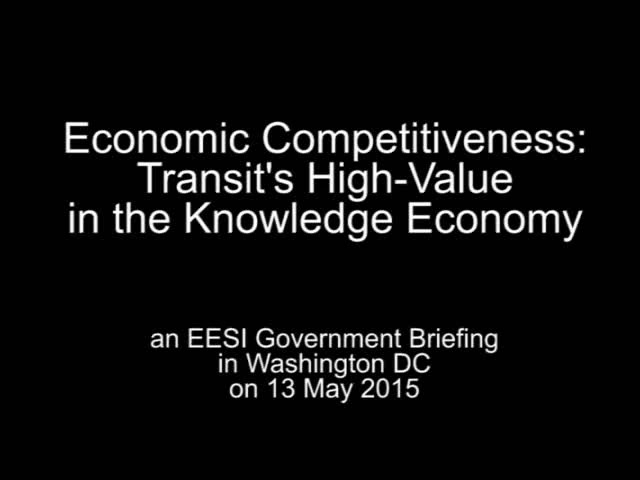 Economic Competitiveness:
Transit's High-Value
in the Knowledge Economy
an EESI Government Briefing
in Washington DC
on 13 May 2015